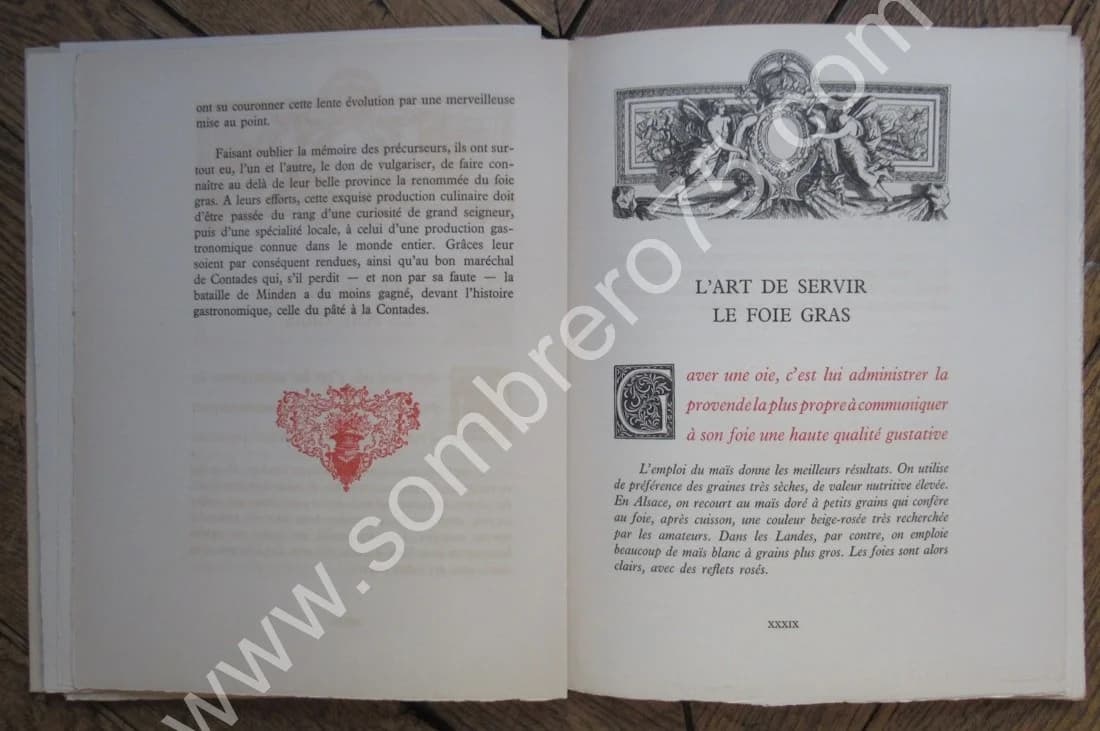 ont su couronner cette lente évolution par une merveilleuse
mise au point.
Faisant oublier la mémoire des précurseurs, ils ont sur-
tout eu, l'un et l'autre, le don de vulgariser, de faire con-
naître au delà de leur belle province la renommée du foie
gras. A leurs efforts, cette exquise production culinaire doit
d'être passée du rang d'une curiosité de grand seigneur,
puis d'une spécialité locale, à celui d'une production gas-
tronomique connue dans le monde entier. Grâces leur
soient par conséquent rendues, ainsi qu'au bon maréchal
de Contades qui, s'il perdit — et non par sa faute — la
bataille de Minden a du moins gagné, devant l'histoire
gastronomique, celle du pâté à la Contades.
L'ART DE SERVIR
LE FOIE GRAS
Gaver une oie, c'est lui administrer la
provende la plus propre à communiquer
à son foie une haute qualité gustative
L'emploi du maïs donne les meilleurs résultats. On utilise
de préférence des graines très sèches, de valeur nutritive élevée.
En Alsace, on recourt au maïs doré à petits grains qui confère
au foie, après cuisson, une couleur beige-rosée très recherchée
par les amateurs. Dans les Landes, par contre, on emploie
beaucoup de maïs blanc à grains plus gros. Les foies sont alors
clairs, avec des reflets rosés.
XXXIX
www.sombrero75.com